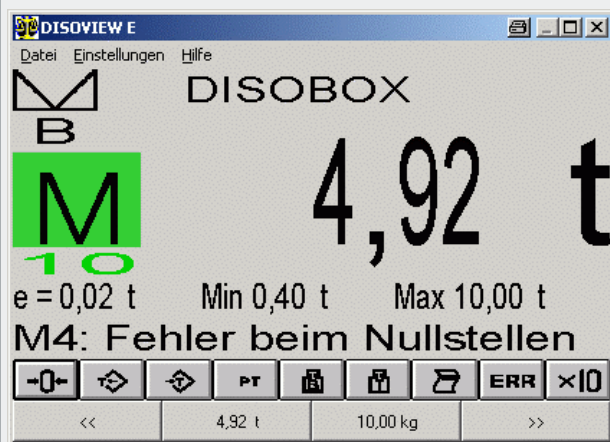 DISOVIEW E
Datei Einstellungen Hilfe
DISOBOX
B
M
4,92 t
10
e = 0,02 t Min 0,40 t Max 10,00 t
M4: Fehler beim Nullstellen
→0← T T PT B T ERR ×10
<< 4,92 t 10,00 kg >>